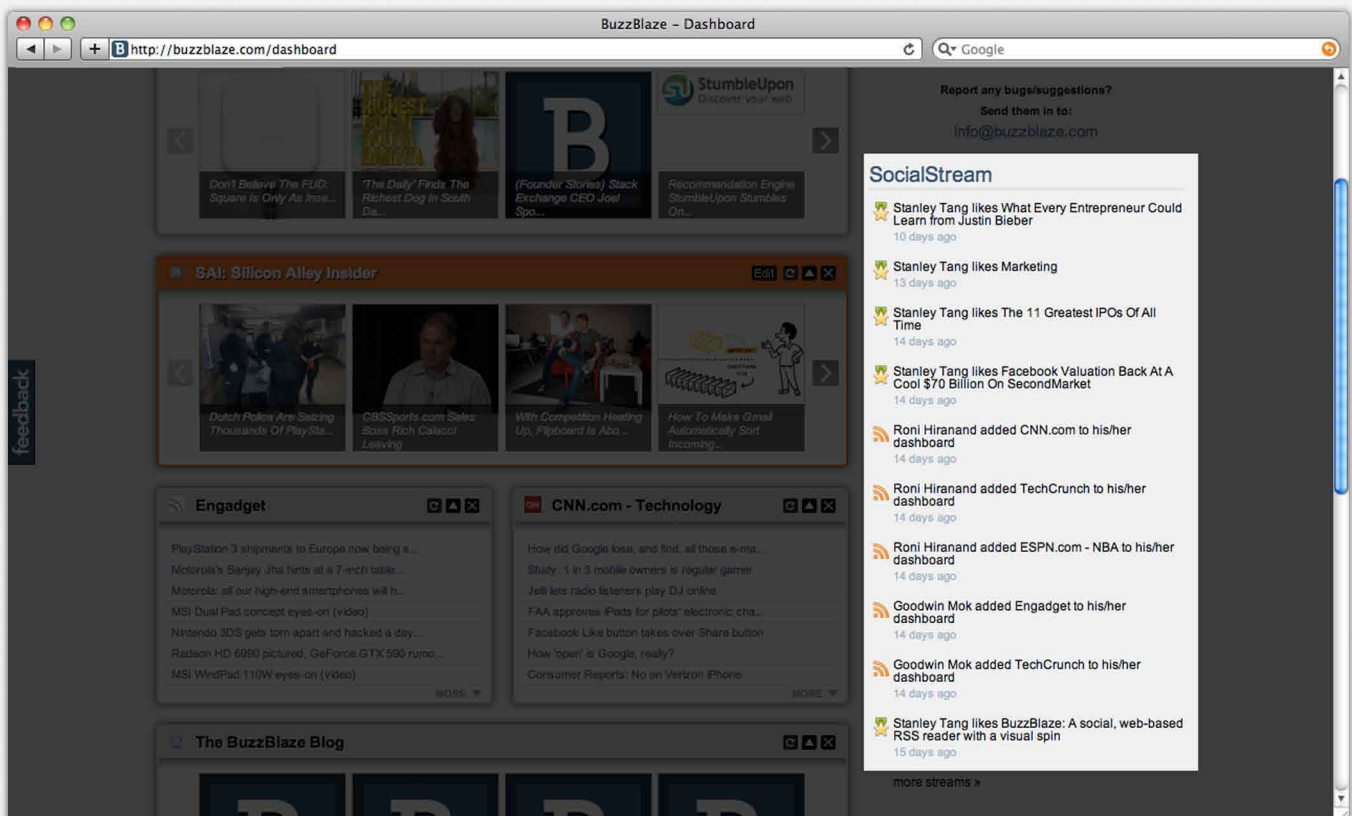 BuzzBlaze – Dashboard
http://buzzblaze.com/dashboard
Google
StumbleUpon
Discover your web
THE
RICHEST
DOG IN
SOUTH
DAKOTA
B
Don't Believe The FUD:
Square Is Only As Inse...
'The Daily' Finds The
Richest Dog In South
Da...
(Founder Stories) Stack
Exchange CEO Joel
Spo...
Recommendation Engine
StumbleUpon Stumbles
On...
SAI: Silicon Alley Insider
Edit
Dutch Police Are Seizing
Thousands Of PlaySta...
CBSSports.com Sales
Boss Rich Calacci
Leaving
With Competition Heating
Up, Flipboard Is Abo...
How To Make Gmail
Automatically Sort
Incoming...
feedback
Engadget
PlayStation 3 shipments to Europe now being s...
Motorola's Sanjay Jha hints at a 7-inch table...
Motorola: all our high-end smartphones will h...
MSI Dual Pad concept eyes-on (video)
Nintendo 3DS gets torn apart and hacked a day...
Radeon HD 6990 pictured, GeForce GTX 590 rumo...
MSI WindPad 110W eyes-on (video)
MORE
CNN.com - Technology
How did Google lose, and find, all those e-ma...
Study: 1 in 3 mobile owners is regular gamer
Jelli lets radio listeners play DJ online
FAA approves iPads for pilots' electronic cha...
Facebook Like button takes over Share button
How 'open' is Google, really?
Consumer Reports: No on Verizon iPhone
MORE
The BuzzBlaze Blog
Report any bugs/suggestions?
Send them in to:
info@buzzblaze.com
SocialStream
Stanley Tang likes What Every Entrepreneur Could
Learn from Justin Bieber
10 days ago
Stanley Tang likes Marketing
13 days ago
Stanley Tang likes The 11 Greatest IPOs Of All
Time
14 days ago
Stanley Tang likes Facebook Valuation Back At A
Cool $70 Billion On SecondMarket
14 days ago
Roni Hiranand added CNN.com to his/her
dashboard
14 days ago
Roni Hiranand added TechCrunch to his/her
dashboard
14 days ago
Roni Hiranand added ESPN.com - NBA to his/her
dashboard
14 days ago
Goodwin Mok added Engadget to his/her
dashboard
14 days ago
Goodwin Mok added TechCrunch to his/her
dashboard
14 days ago
Stanley Tang likes BuzzBlaze: A social, web-based
RSS reader with a visual spin
15 days ago
more streams »